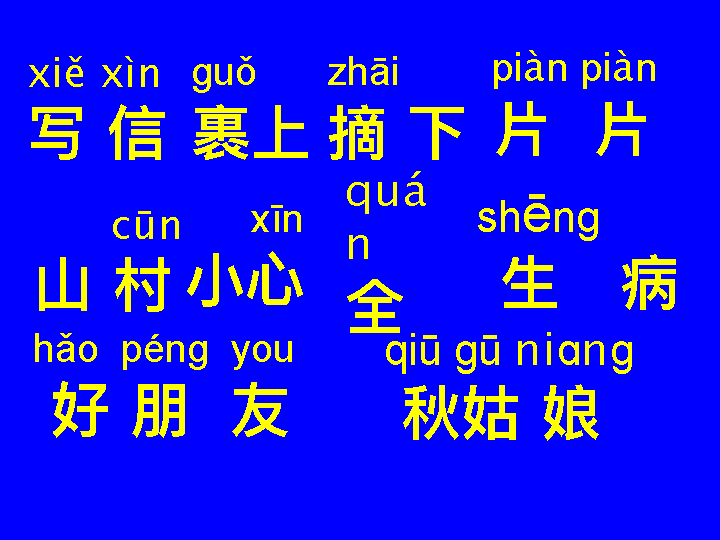 xiě xìn guǒ zhāi piàn piàn
写 信 裹上 摘 下 片 片
cūn xīn quán shēng
山 村 小心 全 生 病
hǎo péng you qiū gū niɑng
好 朋 友 秋姑 娘